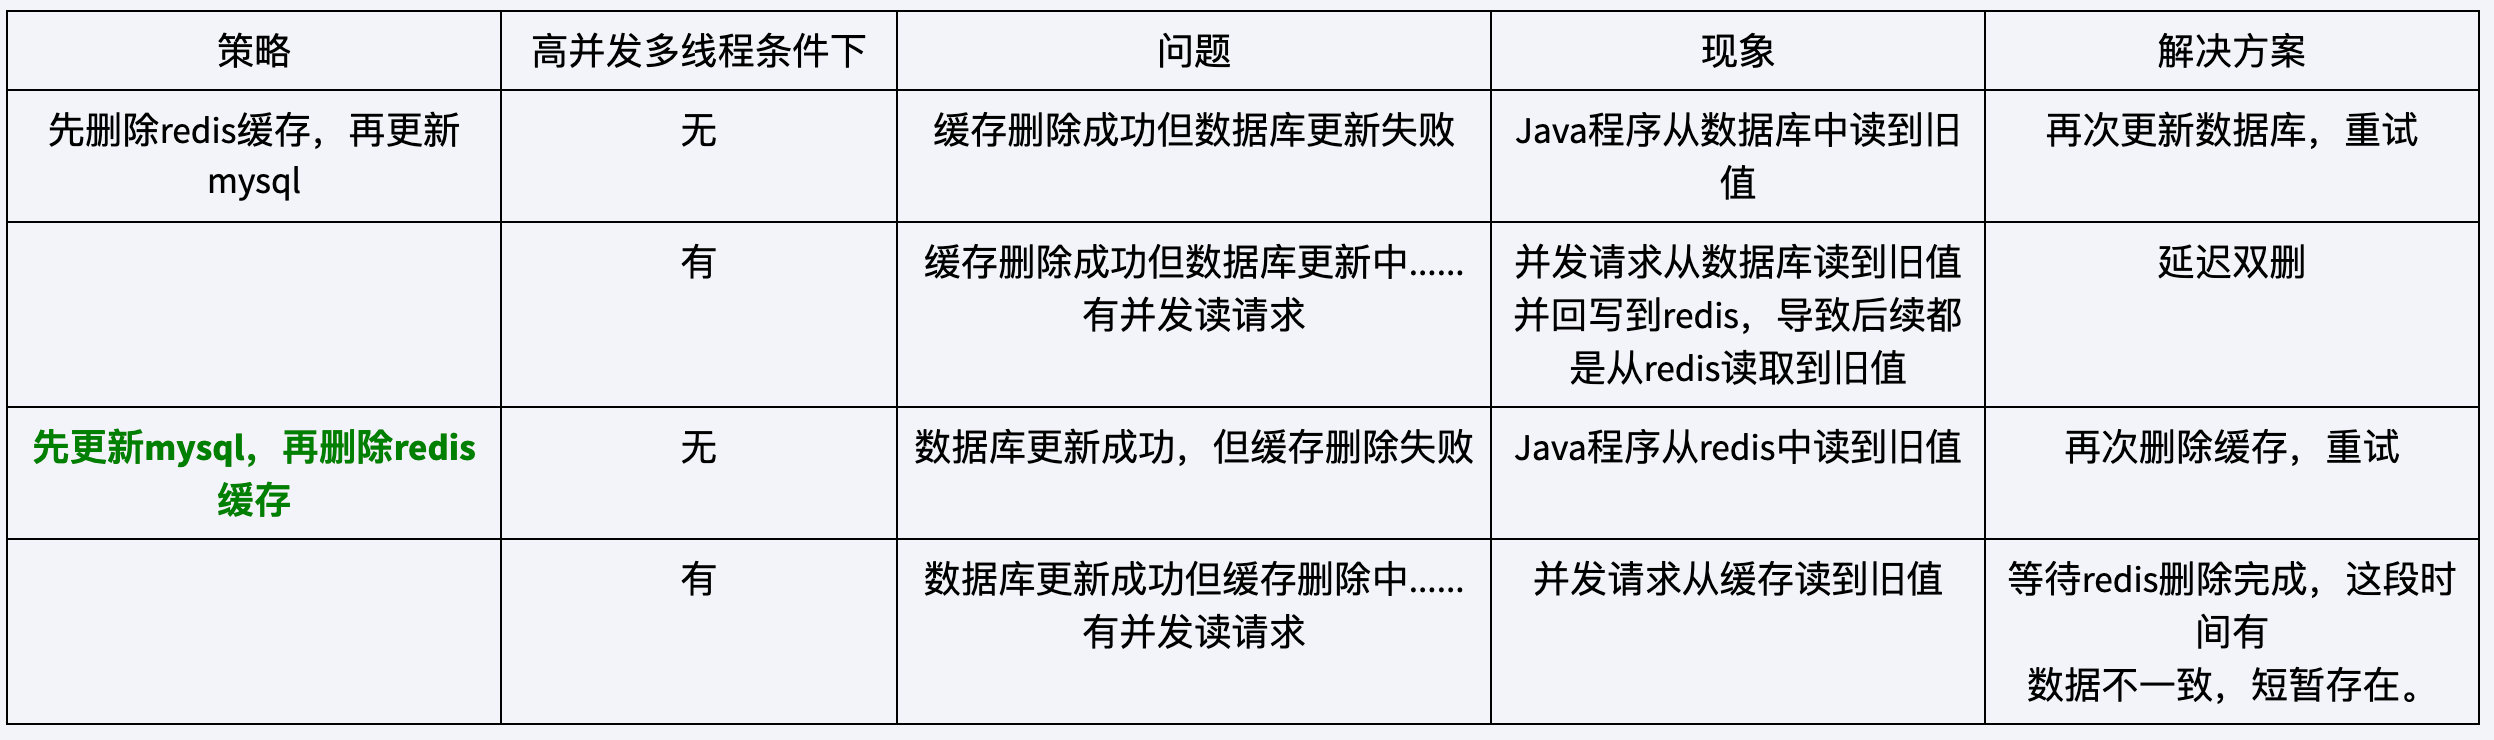 策略
高并发多线程条件下
问题
现象
解决方案
先删除redis缓存，再更新
mysql
无
缓存删除成功但数据库更新失败
Java程序从数据库中读到旧
值
再次更新数据库，重试
有
缓存删除成功但数据库更新中......
有并发读请求
并发请求从数据库读到旧值
并回写到redis，导致后续都
是从redis读取到旧值
延迟双删
先更新mysql，再删除redis
缓存
无
数据库更新成功，但缓存删除失败
Java程序从redis中读到旧值
再次删除缓存，重试
有
数据库更新成功但缓存删除中......
有并发读请求
并发请求从缓存读到旧值
等待redis删除完成，这段时
间有
数据不一致，短暂存在。